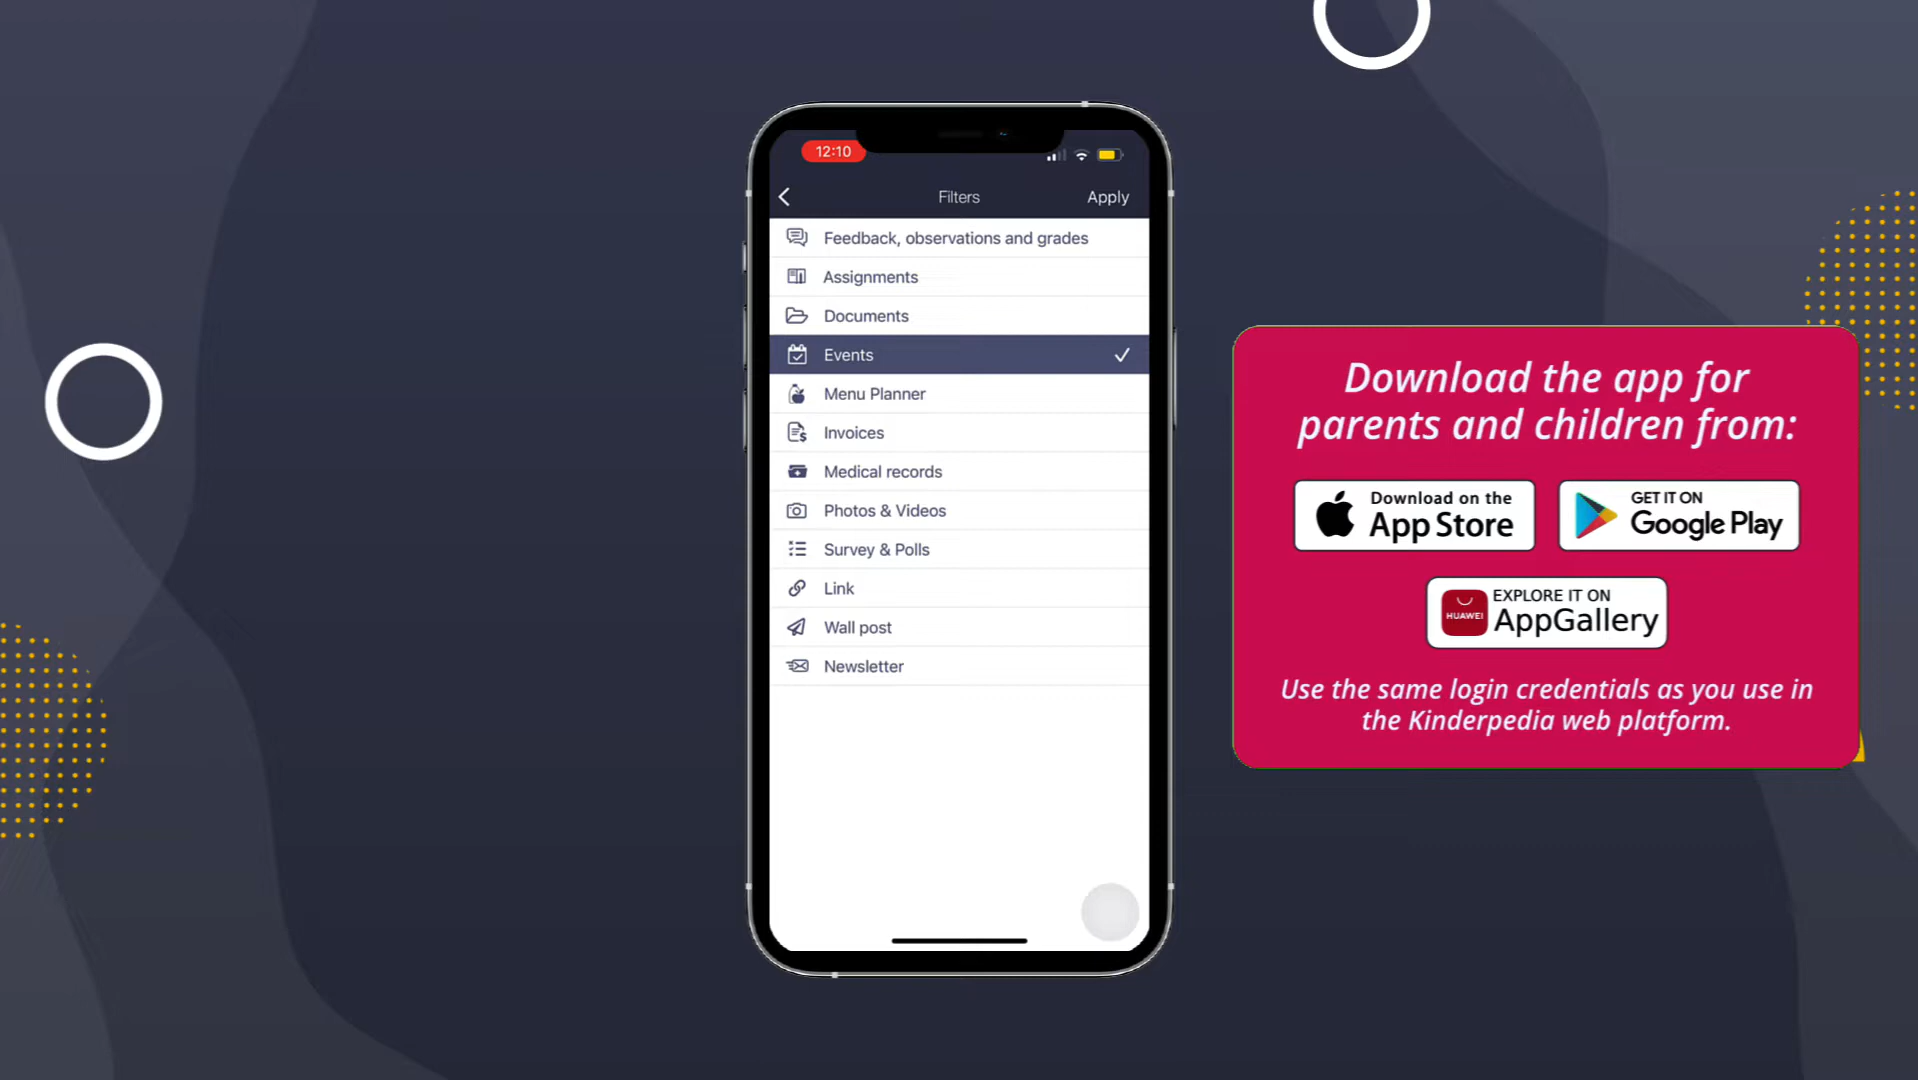 12:10
Filters
Apply
Feedback, observations and grades
Assignments
Documents
Events
Menu Planner
Invoices
Medical records
Photos & Videos
Survey & Polls
Link
Wall post
Newsletter
Download the app for
parents and children from:
Download on the
App Store
GET IT ON
Google Play
HUAWEI
EXPLORE IT ON
AppGallery
Use the same login credentials as you use in
the Kinderpedia web platform.